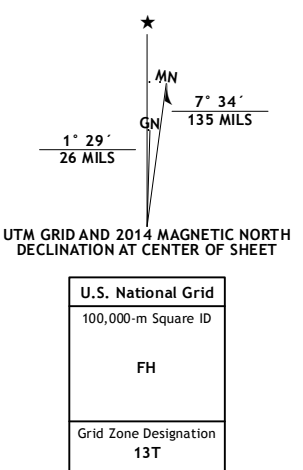 ★
MN
7° 34´
135 MILS
GN
1° 29´
26 MILS
UTM GRID AND 2014 MAGNETIC NORTH
DECLINATION AT CENTER OF SHEET
U.S. National Grid
100,000-m Square ID
FH
Grid Zone Designation
13T